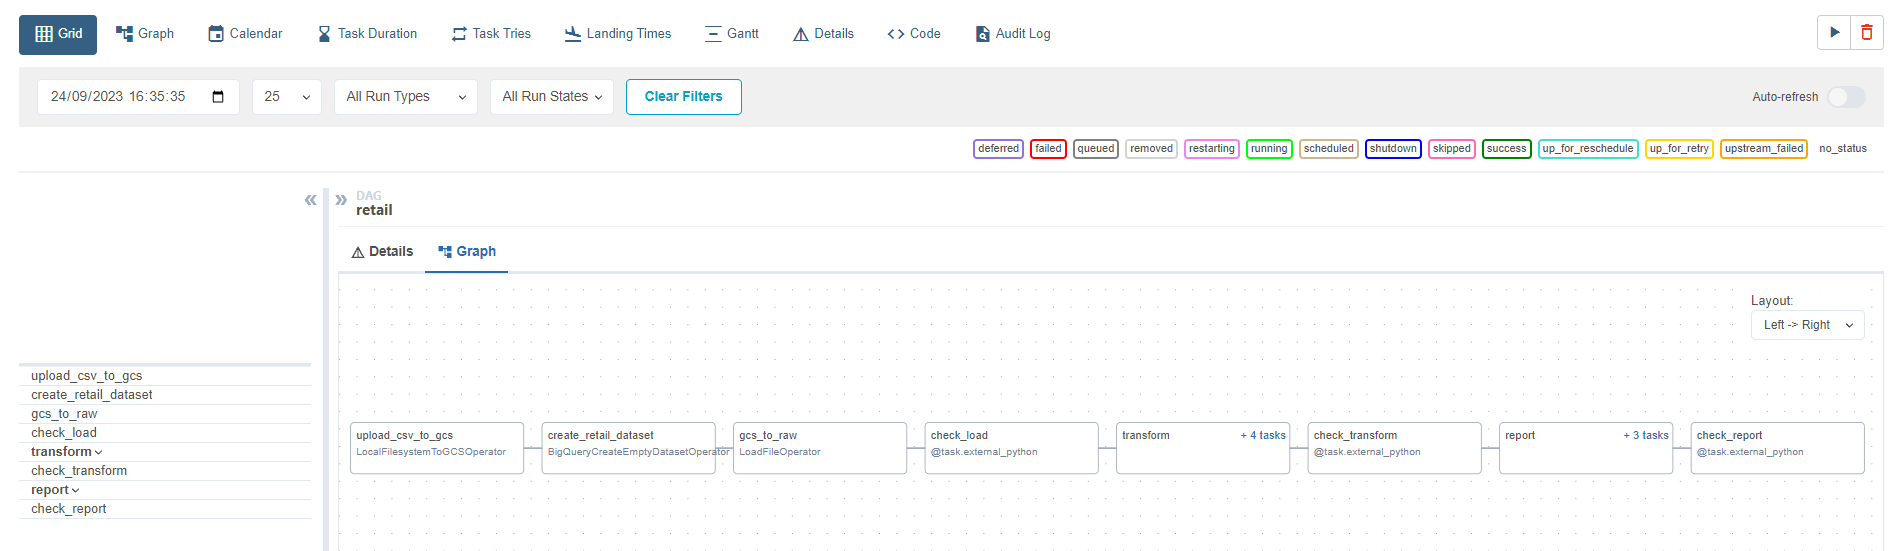 Grid Graph Calendar Task Duration Task Tries Landing Times Gantt Details Code Audit Log
24/09/2023 16:35:35 25 All Run Types All Run States Clear Filters Auto-refresh
deferred failed queued removed restarting running scheduled shutdown skipped success up_for_reschedule up_for_retry upstream_failed no_status
DAG
retail
Details Graph
Layout:
Left -> Right
upload_csv_to_gcs
create_retail_dataset
gcs_to_raw
check_load
transform
check_transform
report
check_report
upload_csv_to_gcs
LocalFilesystemToGCSOperator
create_retail_dataset
BigQueryCreateEmptyDatasetOperator
gcs_to_raw
LoadFileOperator
check_load
@task.external_python
transform + 4 tasks
check_transform
@task.external_python
report + 3 tasks
check_report
@task.external_python